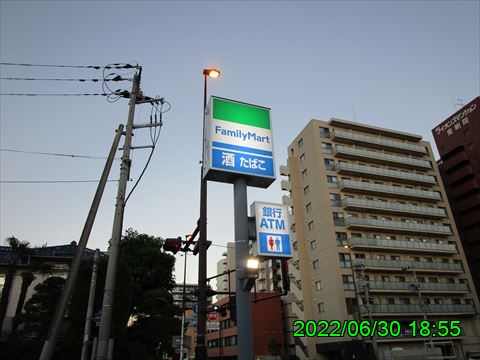 FamilyMart
酒 たばこ
銀行
ATM
ライオンズマンション
2022/06/30 18:55